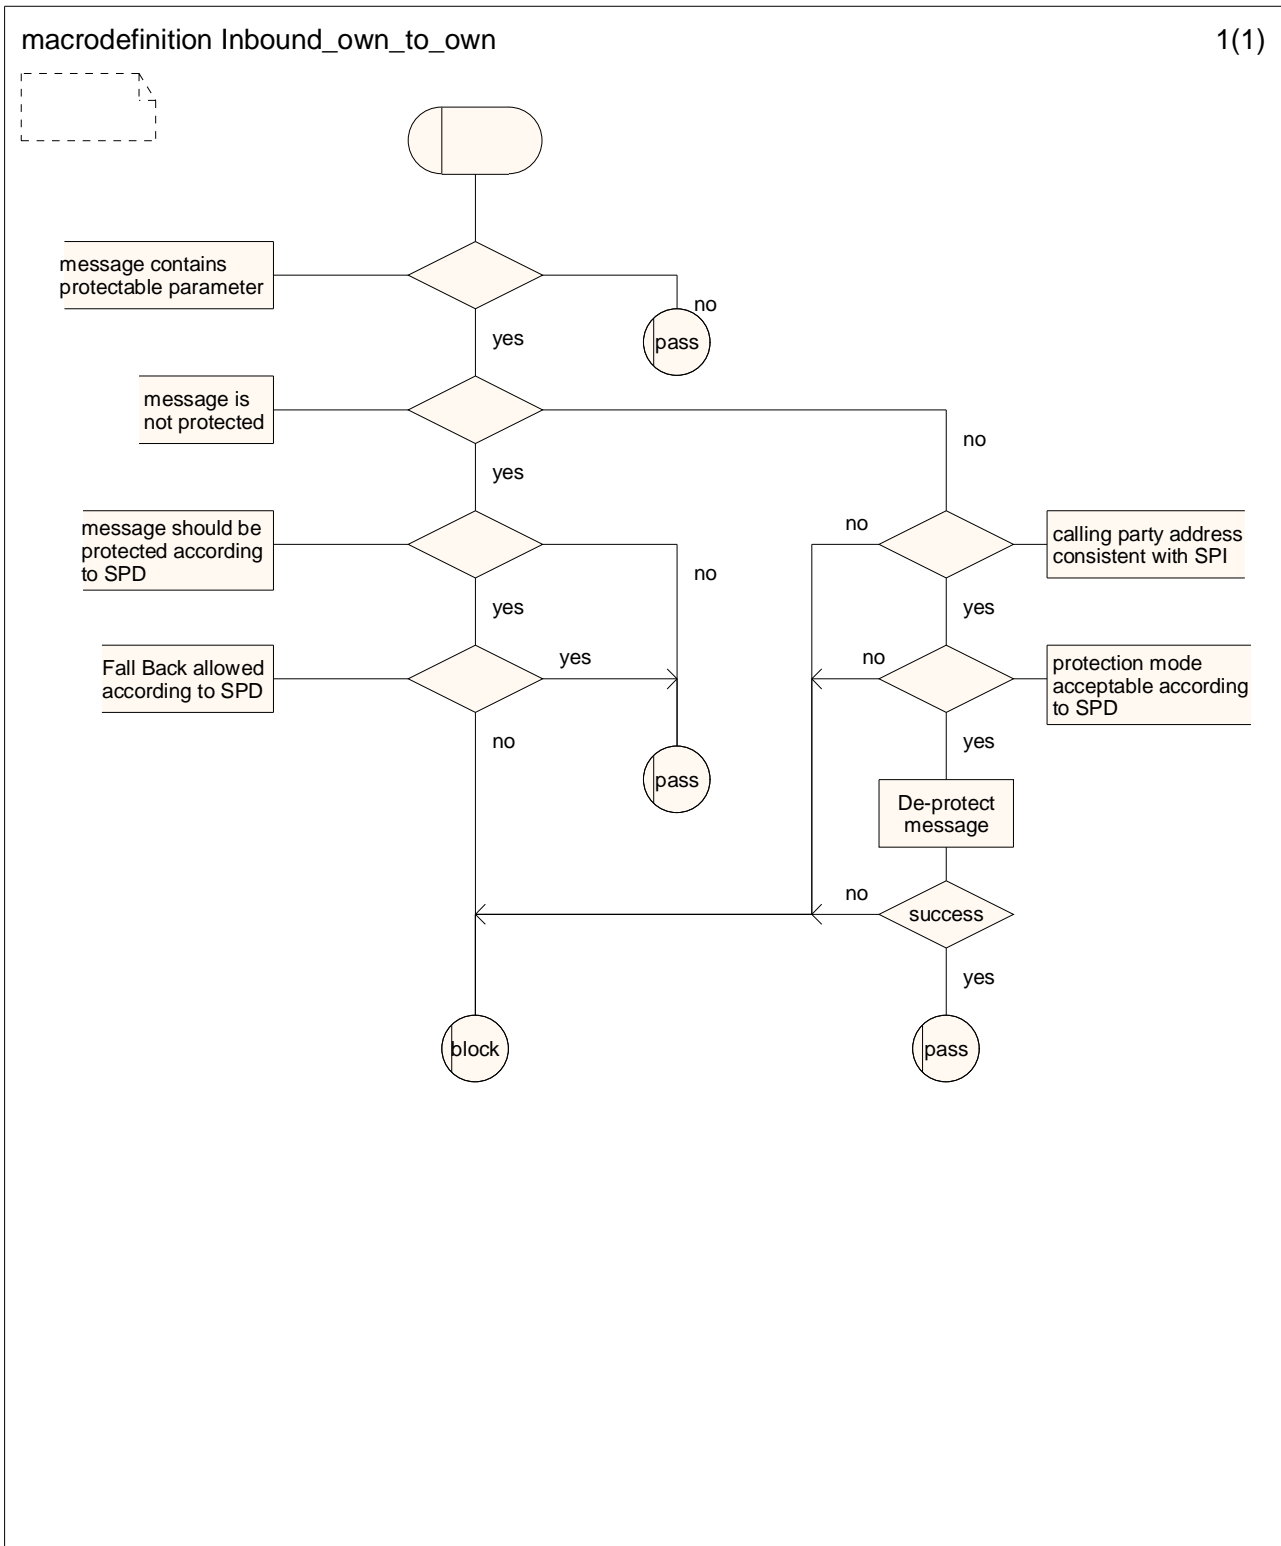 macrodefinition Inbound_own_to_own
1(1)
message contains
protectable parameter
no
pass
yes
message is
not protected
no
yes
message should be
protected according
to SPD
no
no
calling party address
consistent with SPI
yes
yes
Fall Back allowed
according to SPD
yes
no
protection mode
acceptable according
to SPD
no
yes
pass
De-protect
message
no
success
yes
block
pass